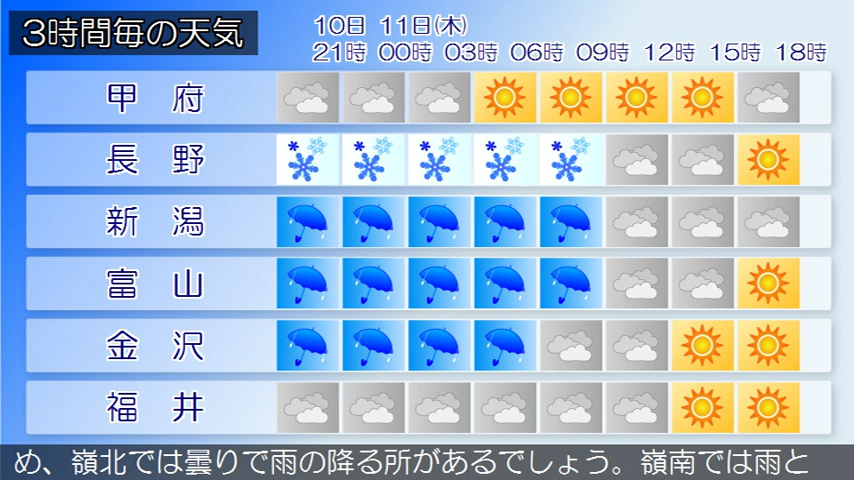 3時間毎の天気
10日 11日(木)
21時 00時 03時 06時 09時 12時 15時 18時
甲府
長野
新潟
富山
金沢
福井
め、嶺北では曇りで雨の降る所があるでしょう。嶺南では雨と